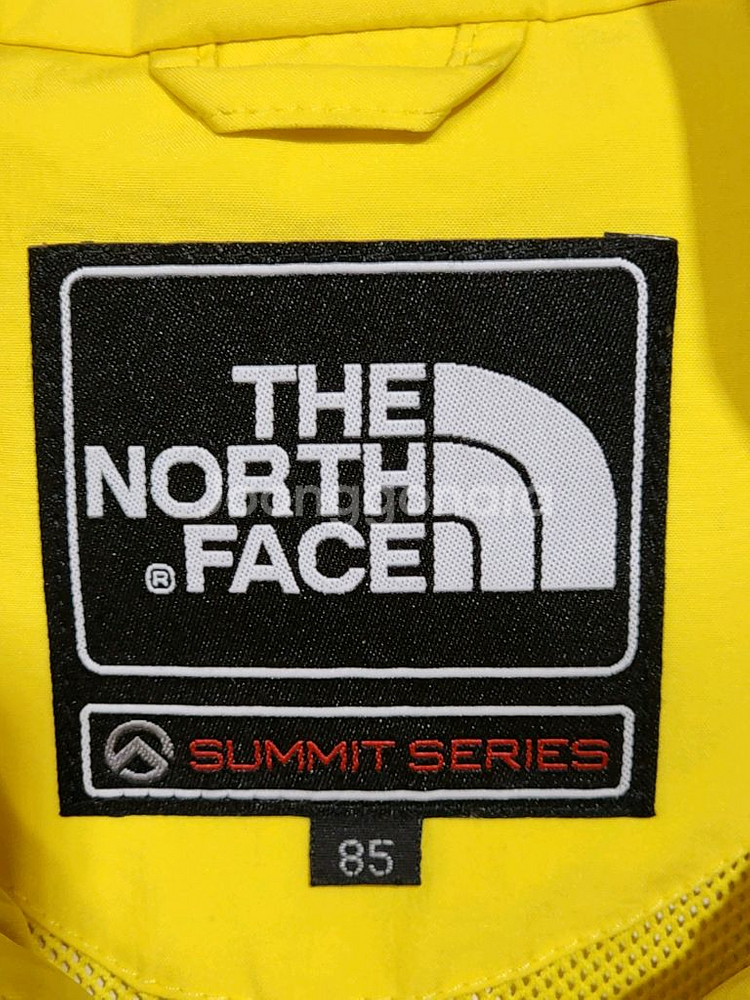 THE
NORTH
FACE
®
SUMMIT SERIES
85